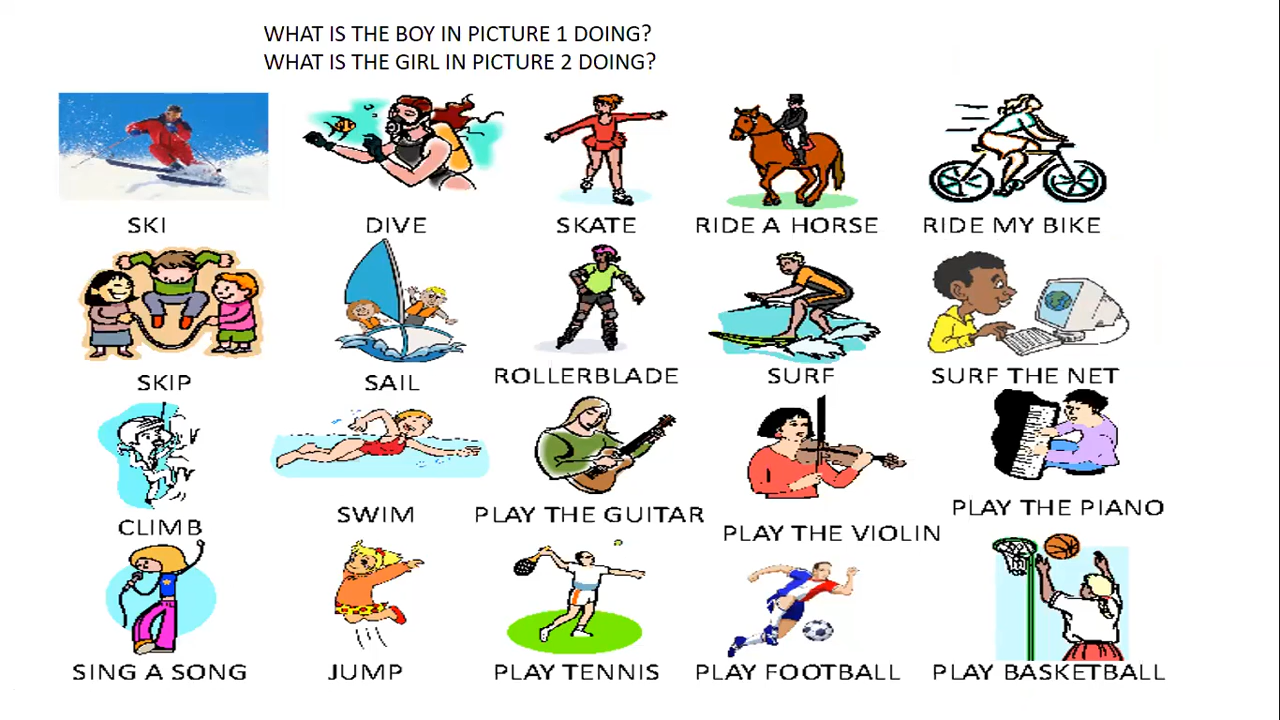 WHAT IS THE BOY IN PICTURE 1 DOING?
WHAT IS THE GIRL IN PICTURE 2 DOING?
SKI
DIVE
SKATE
RIDE A HORSE
RIDE MY BIKE
SKIP
SAIL
ROLLERBLADE
SURF
SURF THE NET
CLIMB
SWIM
PLAY THE GUITAR
PLAY THE VIOLIN
PLAY THE PIANO
SING A SONG
JUMP
PLAY TENNIS
PLAY FOOTBALL
PLAY BASKETBALL